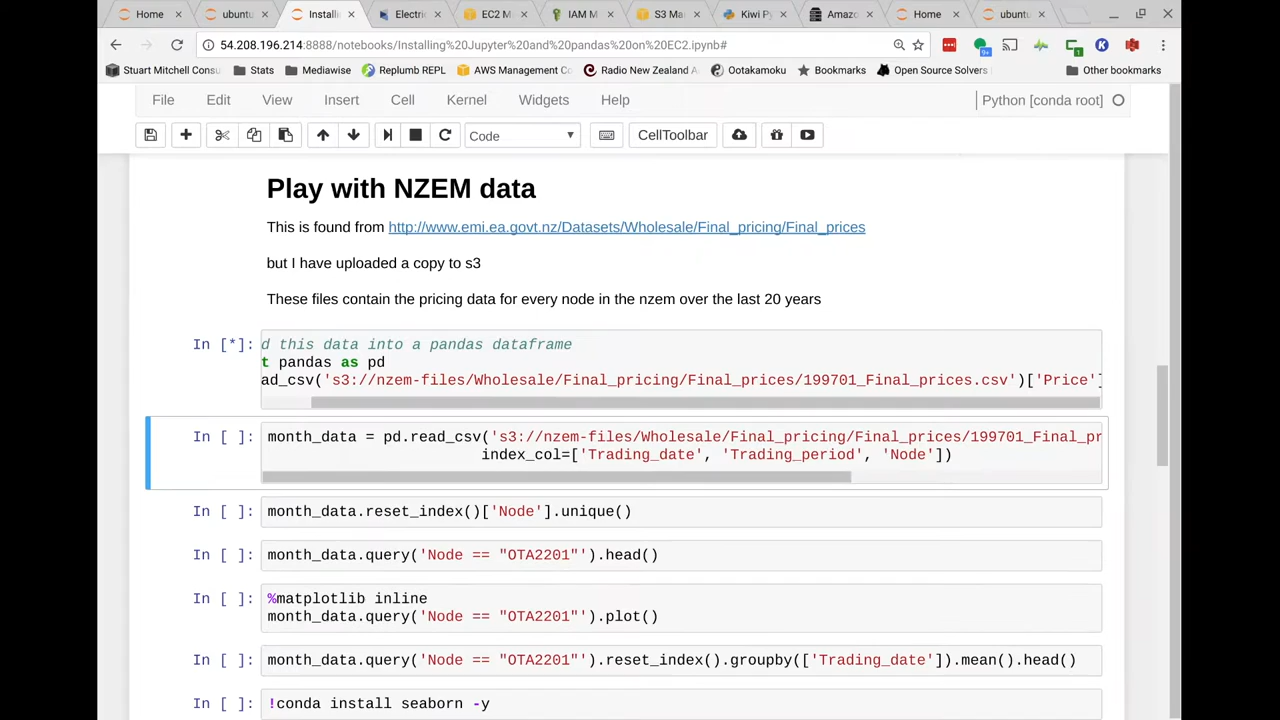 Home
ubuntu
Installi
Electric
EC2 M
IAM M
S3 Ma
Kiwi Py
Amazo
Home
ubuntu
54.208.196.214:8888/notebooks/Installing%20Jupyter%20and%20pandas%20on%20EC2.ipynb#
9+
Stuart Mitchell Consu
Stats
Mediawise
Replumb REPL
AWS Management Co
Radio New Zealand A
Ootakamoku
Bookmarks
Open Source Solvers
Other bookmarks
File Edit View Insert Cell Kernel Widgets Help
Python [conda root]
Code
CellToolbar
Play with NZEM data
This is found from http://www.emi.ea.govt.nz/Datasets/Wholesale/Final_pricing/Final_prices
but I have uploaded a copy to s3
These files contain the pricing data for every node in the nzem over the last 20 years
In [*]: d this data into a pandas dataframe
t pandas as pd
ad_csv('s3://nzem-files/Wholesale/Final_pricing/Final_prices/199701_Final_prices.csv')['Price']
In [ ]: month_data = pd.read_csv('s3://nzem-files/Wholesale/Final_pricing/Final_prices/199701_Final_pr
index_col=['Trading_date', 'Trading_period', 'Node'])
In [ ]: month_data.reset_index()['Node'].unique()
In [ ]: month_data.query('Node == "OTA2201"').head()
In [ ]: %matplotlib inline
month_data.query('Node == "OTA2201"').plot()
In [ ]: month_data.query('Node == "OTA2201"').reset_index().groupby(['Trading_date']).mean().head()
In [ ]: !conda install seaborn -y